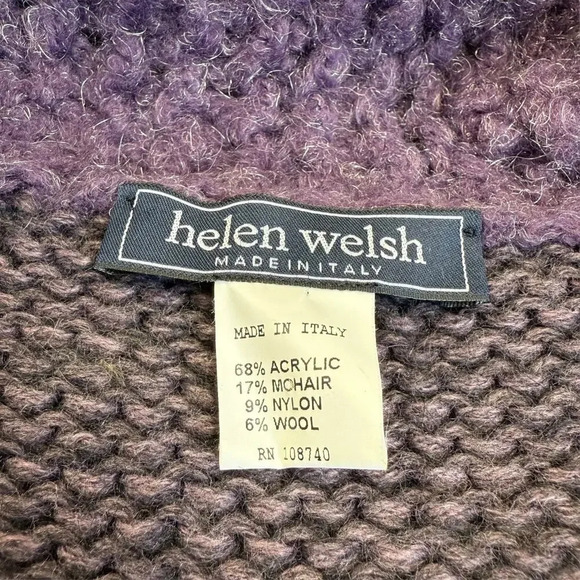 helen welsh
MADE IN ITALY
MADE IN ITALY
68% ACRYLIC
17% MOHAIR
9% NYLON
6% WOOL
RN 108740